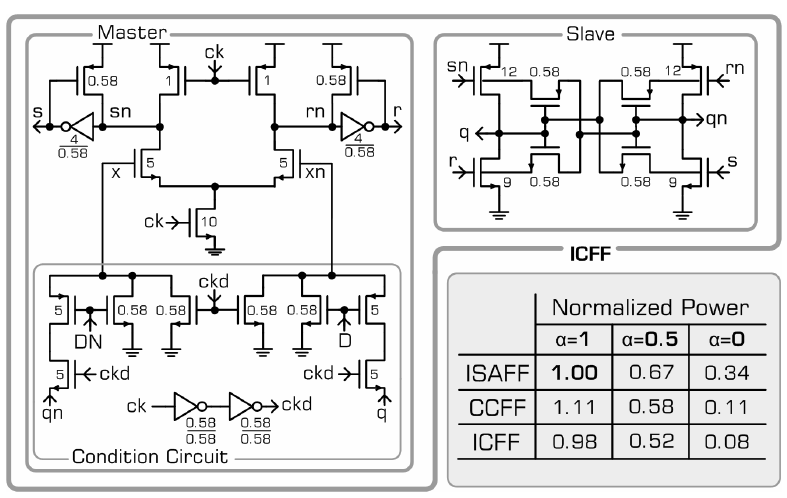 Master
Slave
ck
0.58
1
1
0.58
s
sn
rn
r
4
0.58
4
0.58
x
5
5
xn
ck
10
sn
12
0.58
0.58
12
rn
q
qn
r
9
0.58
0.58
9
s
ICFF
5
0.58
0.58
ckd
0.58
0.58
5
DN
D
5
ckd
ckd
5
qn
ck
ckd
q
0.58
0.58
0.58
0.58
Condition Circuit
Normalized Power
α=1 α=0.5 α=0
ISAFF 1.00 0.67 0.34
CCFF 1.11 0.58 0.11
ICFF 0.98 0.52 0.08